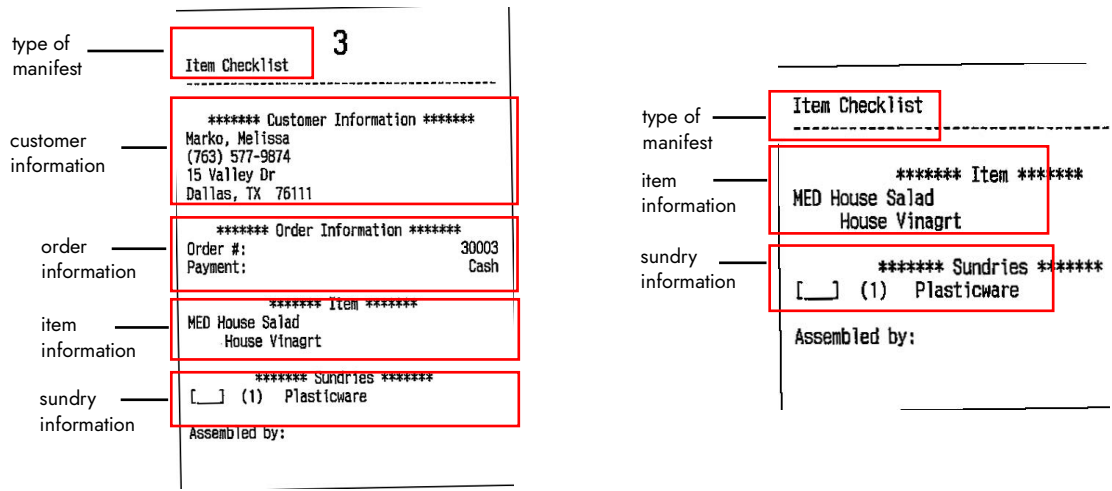 type of
manifest
3
Item Checklist
customer
information
******* Customer Information *******
Marko, Melissa
(763) 577-9874
15 Valley Dr
Dallas, TX 76111
order
information
******* Order Information *******
Order #: 30003
Payment: Cash
item
information
******* Item *******
MED House Salad
House Vinagrt
sundry
information
******* Sundries *******
[__] (1) Plasticware
Assembled by:
type of
manifest
Item Checklist
item
information
******* Item *******
MED House Salad
House Vinagrt
sundry
information
******* Sundries *******
[__] (1) Plasticware
Assembled by: